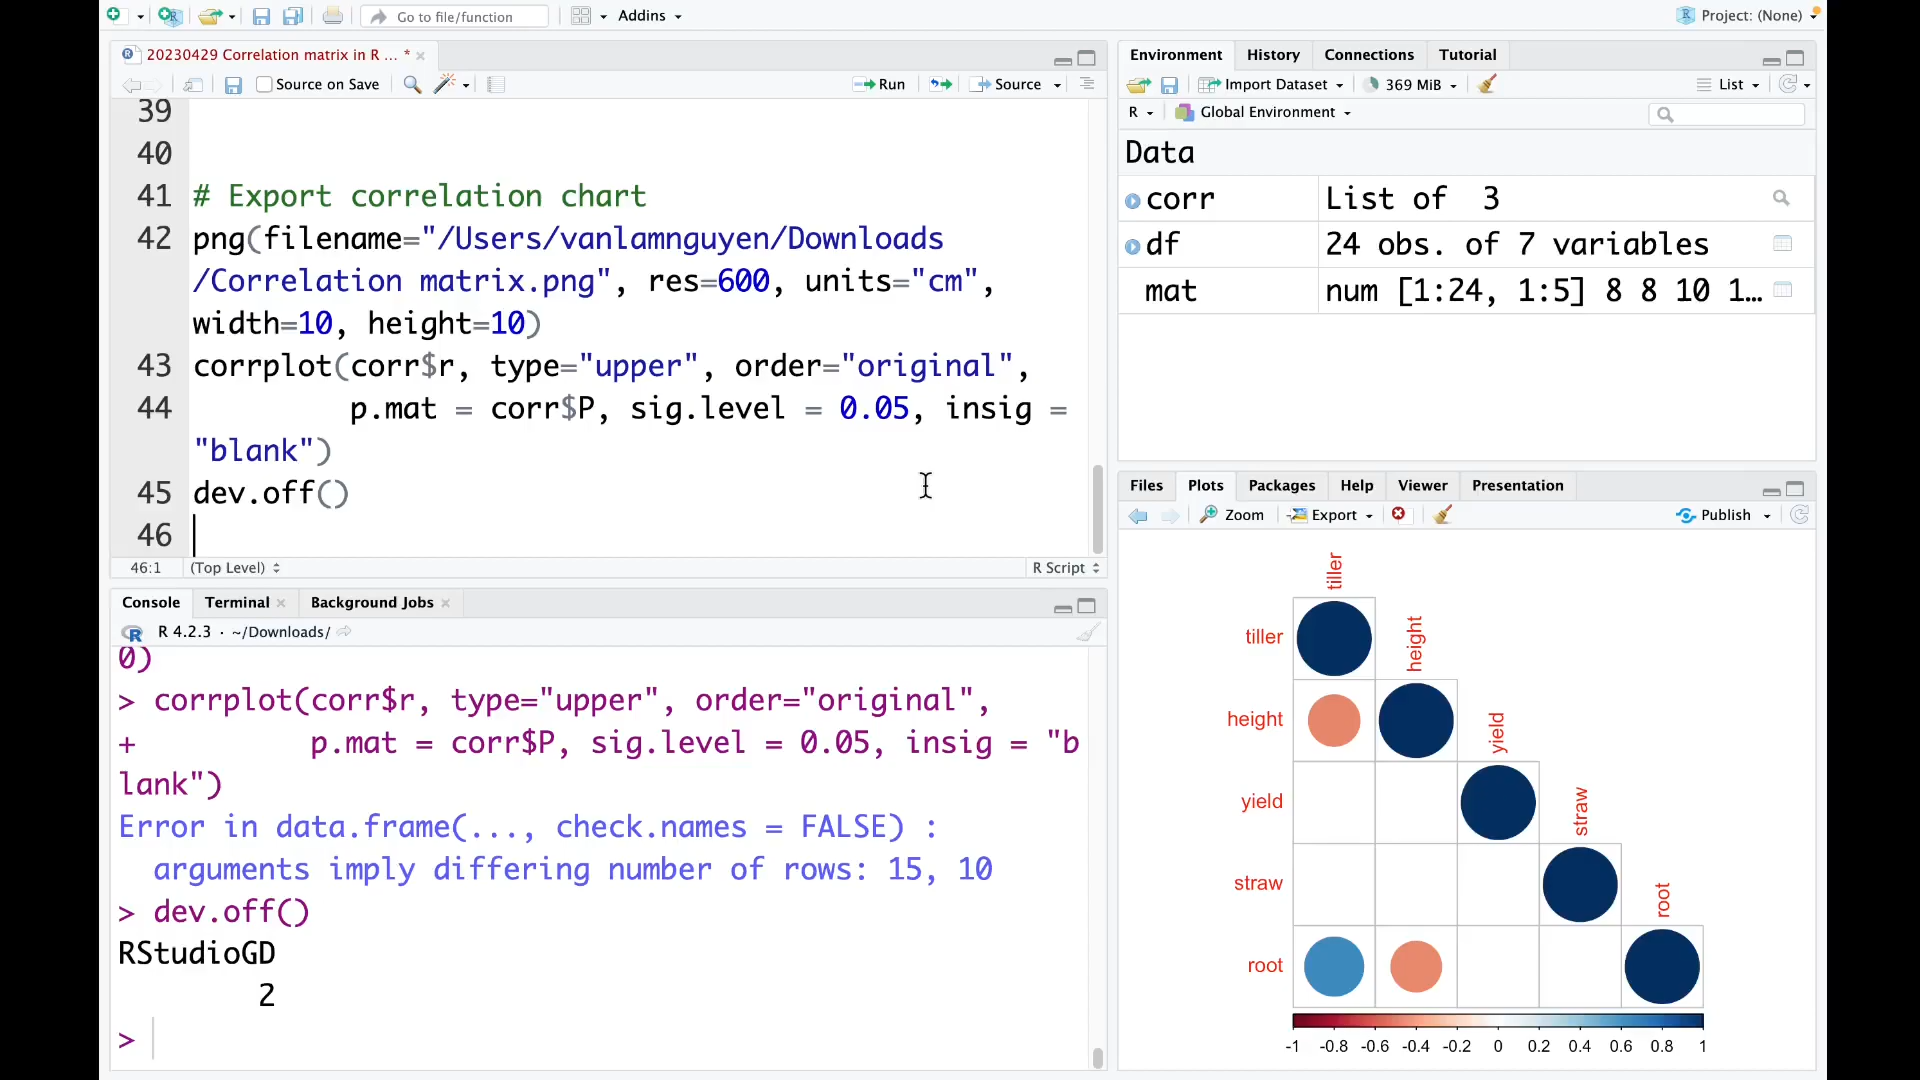 Go to file/function
Addins
Project: (None)
20230429 Correlation matrix in R ... *
Source on Save
Run
Source
39
40
41 # Export correlation chart
42 png(filename="/Users/vanlamnguyen/Downloads
/Correlation matrix.png", res=600, units="cm",
width=10, height=10)
43 corrplot(corr$r, type="upper", order="original",
44 p.mat = corr$P, sig.level = 0.05, insig =
"blank")
45 dev.off()
46
46:1 (Top Level) R Script
Console Terminal Background Jobs
R 4.2.3 · ~/Downloads/
0)
> corrplot(corr$r, type="upper", order="original",
+ p.mat = corr$P, sig.level = 0.05, insig = "b
lank")
Error in data.frame(..., check.names = FALSE) :
arguments imply differing number of rows: 15, 10
> dev.off()
RStudioGD
2
>
Environment History Connections Tutorial
Import Dataset 369 MiB List
R Global Environment
Data
corr List of 3
df 24 obs. of 7 variables
mat num [1:24, 1:5] 8 8 10 1...
Files Plots Packages Help Viewer Presentation
Zoom Export Publish
tiller
tiller
height
height
yield
yield
straw
straw
root
root
-1 -0.8 -0.6 -0.4 -0.2 0 0.2 0.4 0.6 0.8 1